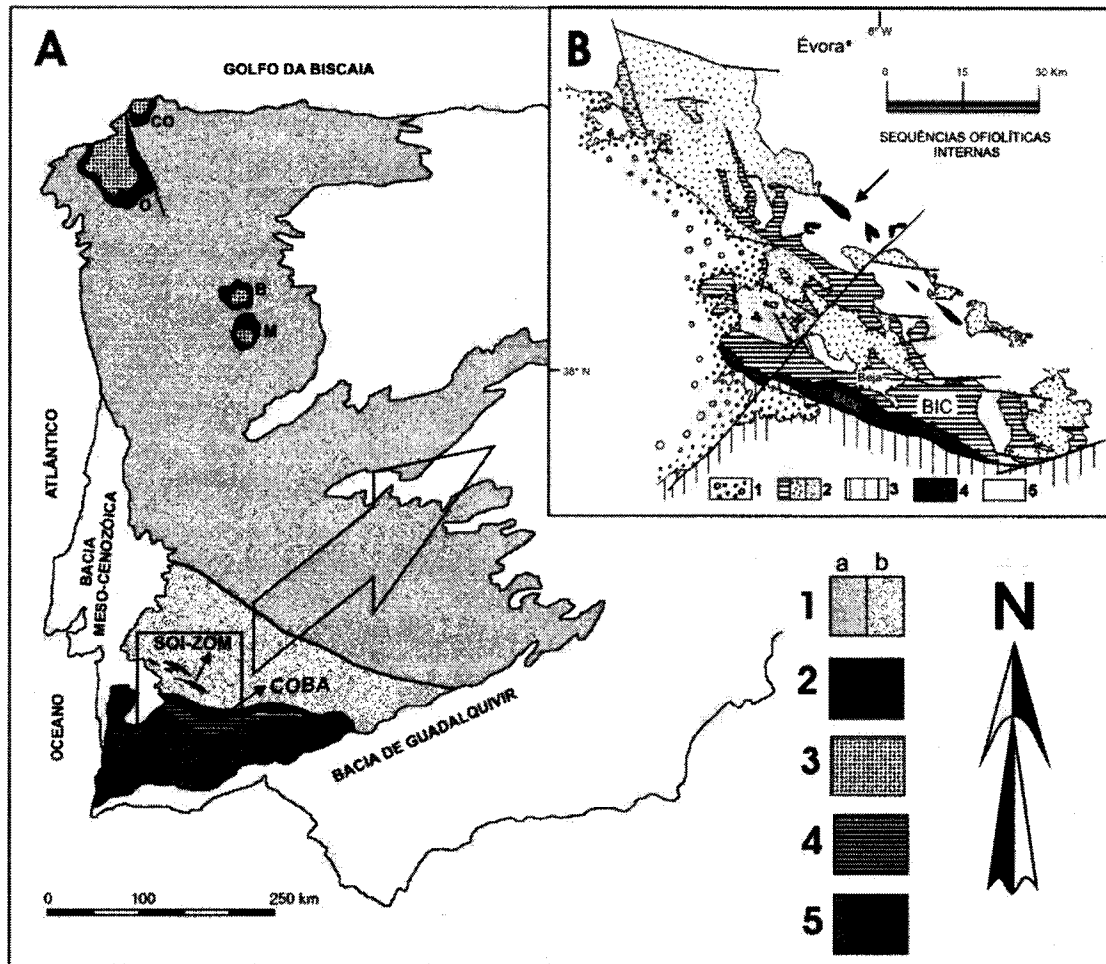 A
GOLFO DA BISCAIA
CO
O
B
M
ATLÂNTICO
BACIA
MESO-CENOZÓICA
OCEANO
SOI-ZOM
COBA
BACIA DE GUADALQUIVIR
0 100 250 km
B
Évora
6° W
0 15 30 Km
SEQUÊNCIAS OFIOLÍTICAS
INTERNAS
38° N
Beja
BIC
1 2 3 4 5
a b
1
2
3
4
5
N